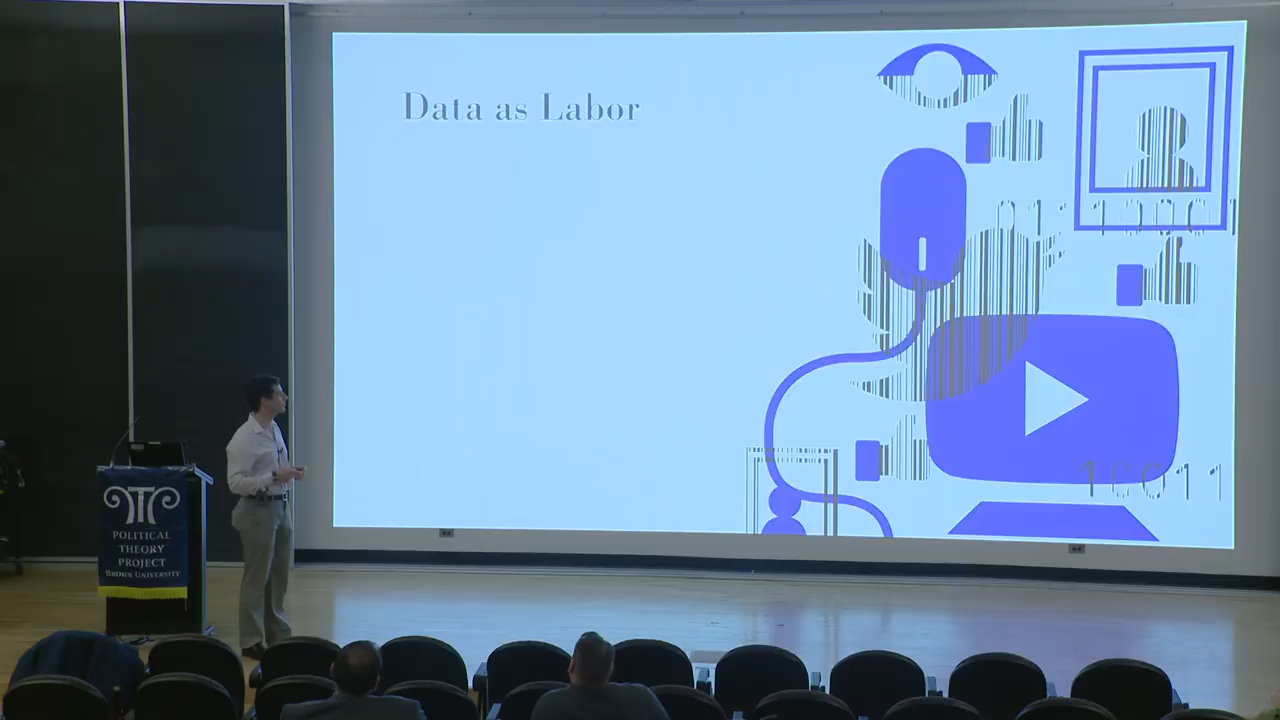 Data as Labor
POLITICAL
THEORY
PROJECT
BROWN UNIVERSITY